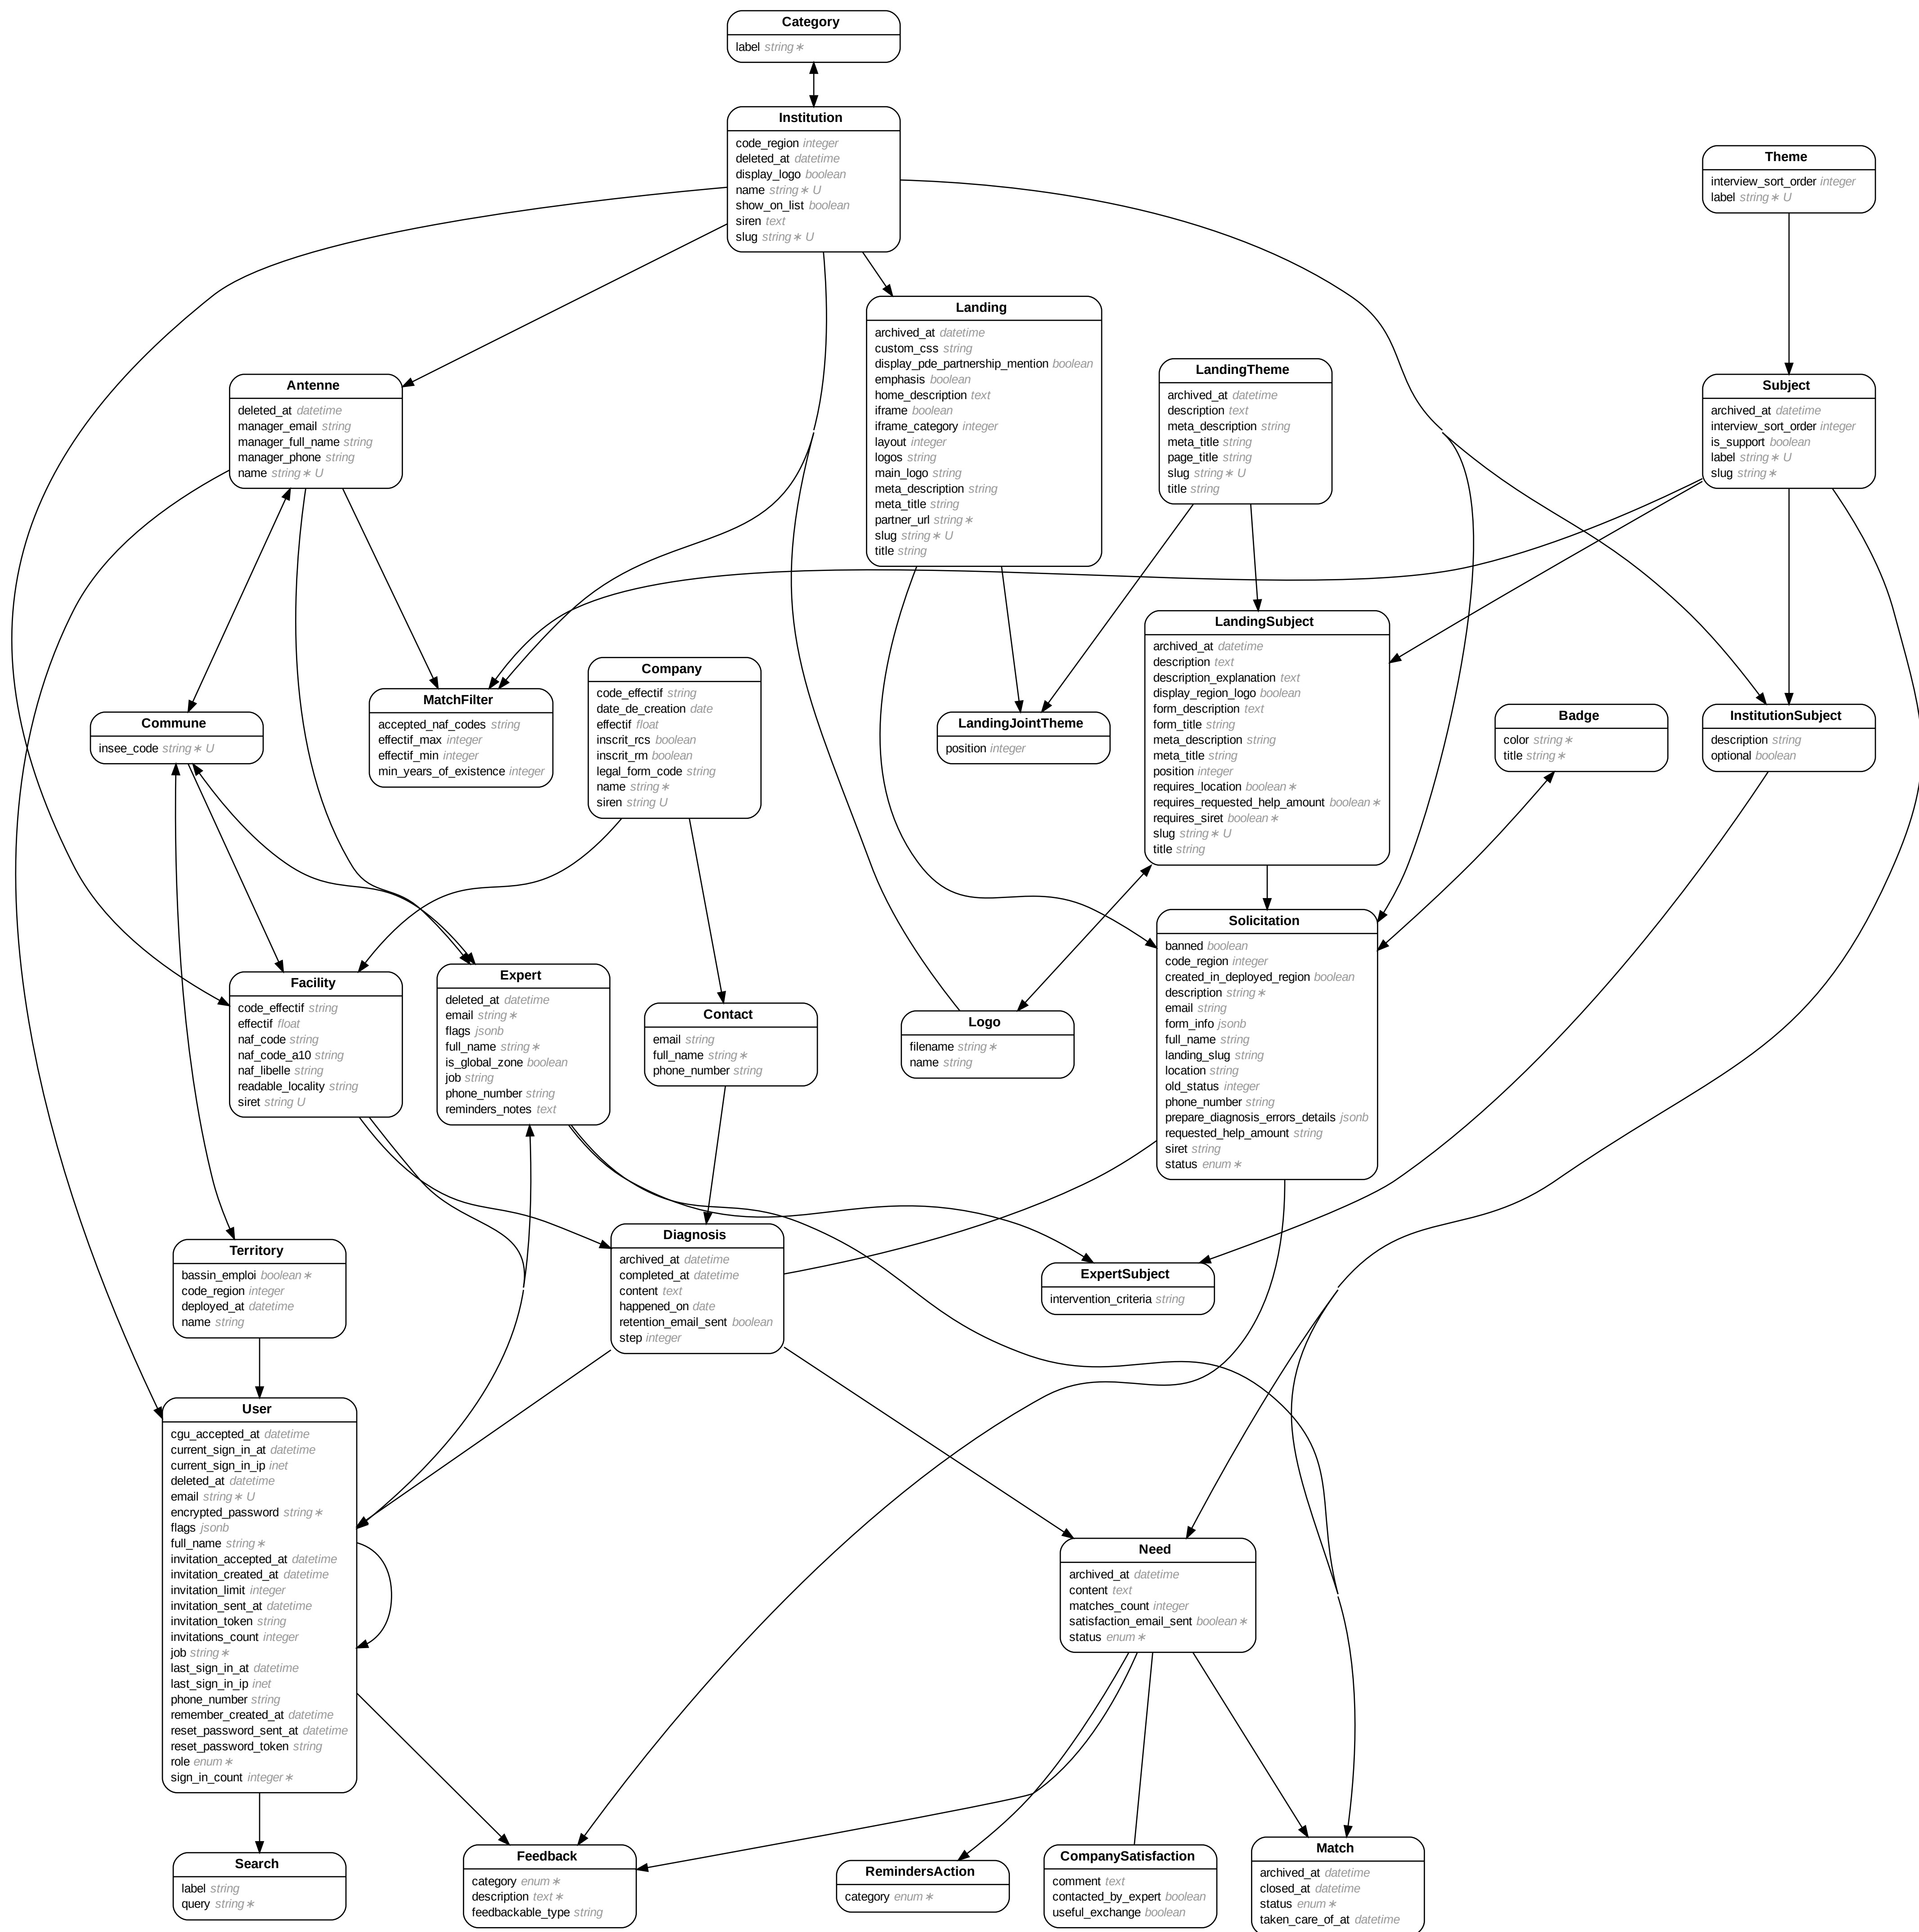 Category
label string∗
Institution
code_region integer
deleted_at datetime
display_logo boolean
name string∗ U
show_on_list boolean
siren text
slug string∗ U
Theme
interview_sort_order integer
label string∗ U
Landing
archived_at datetime
custom_css string
display_pde_partnership_mention boolean
emphasis boolean
home_description text
iframe boolean
iframe_category integer
layout integer
logos string
main_logo string
meta_description string
meta_title string
partner_url string∗
slug string∗ U
title string
LandingTheme
archived_at datetime
description text
meta_description string
meta_title string
page_title string
slug string∗ U
title string
Antenne
deleted_at datetime
manager_email string
manager_full_name string
manager_phone string
name string∗ U
Subject
archived_at datetime
interview_sort_order integer
is_support boolean
label string∗ U
slug string∗
LandingSubject
archived_at datetime
description text
description_explanation text
display_region_logo boolean
form_description text
form_title string
meta_description string
meta_title string
position integer
requires_location boolean∗
requires_requested_help_amount boolean∗
requires_siret boolean∗
slug string∗ U
title string
Company
code_effectif string
date_de_creation date
effectif float
inscrit_rcs boolean
inscrit_rm boolean
legal_form_code string
name string∗
siren string U
MatchFilter
accepted_naf_codes string
effectif_max integer
effectif_min integer
min_years_of_existence integer
Commune
insee_code string∗ U
LandingJointTheme
position integer
Badge
color string∗
title string∗
InstitutionSubject
description string
optional boolean
Solicitation
banned boolean
code_region integer
created_in_deployed_region boolean
description string∗
email string
form_info jsonb
full_name string
landing_slug string
location string
old_status integer
phone_number string
prepare_diagnosis_errors_details jsonb
requested_help_amount string
siret string
status enum∗
Facility
code_effectif string
effectif float
naf_code string
naf_code_a10 string
naf_libelle string
readable_locality string
siret string U
Expert
deleted_at datetime
email string∗
flags jsonb
full_name string∗
is_global_zone boolean
job string
phone_number string
reminders_notes text
Contact
email string
full_name string∗
phone_number string
Logo
filename string∗
name string
Territory
bassin_emploi boolean∗
code_region integer
deployed_at datetime
name string
Diagnosis
archived_at datetime
completed_at datetime
content text
happened_on date
retention_email_sent boolean
step integer
ExpertSubject
intervention_criteria string
User
cgu_accepted_at datetime
current_sign_in_at datetime
current_sign_in_ip inet
deleted_at datetime
email string∗ U
encrypted_password string∗
flags jsonb
full_name string∗
invitation_accepted_at datetime
invitation_created_at datetime
invitation_limit integer
invitation_sent_at datetime
invitation_token string
invitations_count integer
job string∗
last_sign_in_at datetime
last_sign_in_ip inet
phone_number string
remember_created_at datetime
reset_password_sent_at datetime
reset_password_token string
role enum∗
sign_in_count integer∗
Need
archived_at datetime
content text
matches_count integer
satisfaction_email_sent boolean∗
status enum∗
Search
label string
query string∗
Feedback
category enum∗
description text∗
feedbackable_type string
RemindersAction
category enum∗
CompanySatisfaction
comment text
contacted_by_expert boolean
useful_exchange boolean
Match
archived_at datetime
closed_at datetime
status enum∗
taken_care_of_at datetime